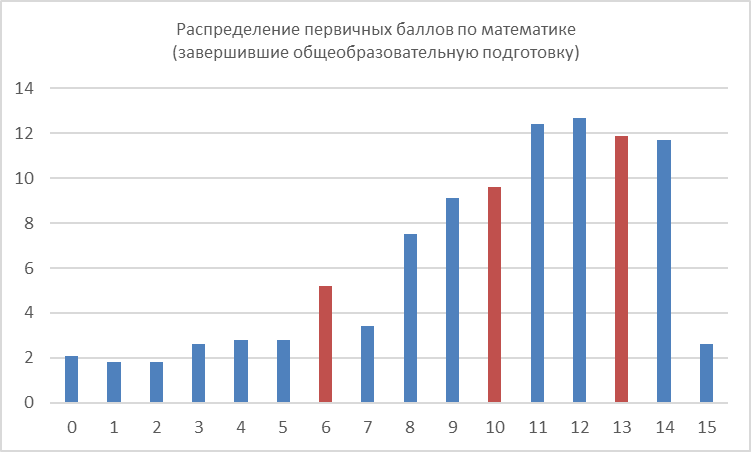 Распределение первичных баллов по математике
(завершившие общеобразовательную подготовку)
14
12
10
8
6
4
2
0
0 1 2 3 4 5 6 7 8 9 10 11 12 13 14 15